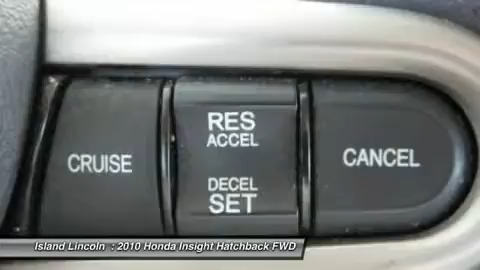 CRUISE
RES
ACCEL
DECEL
SET
CANCEL
Island Lincoln : 2010 Honda Insight Hatchback FWD